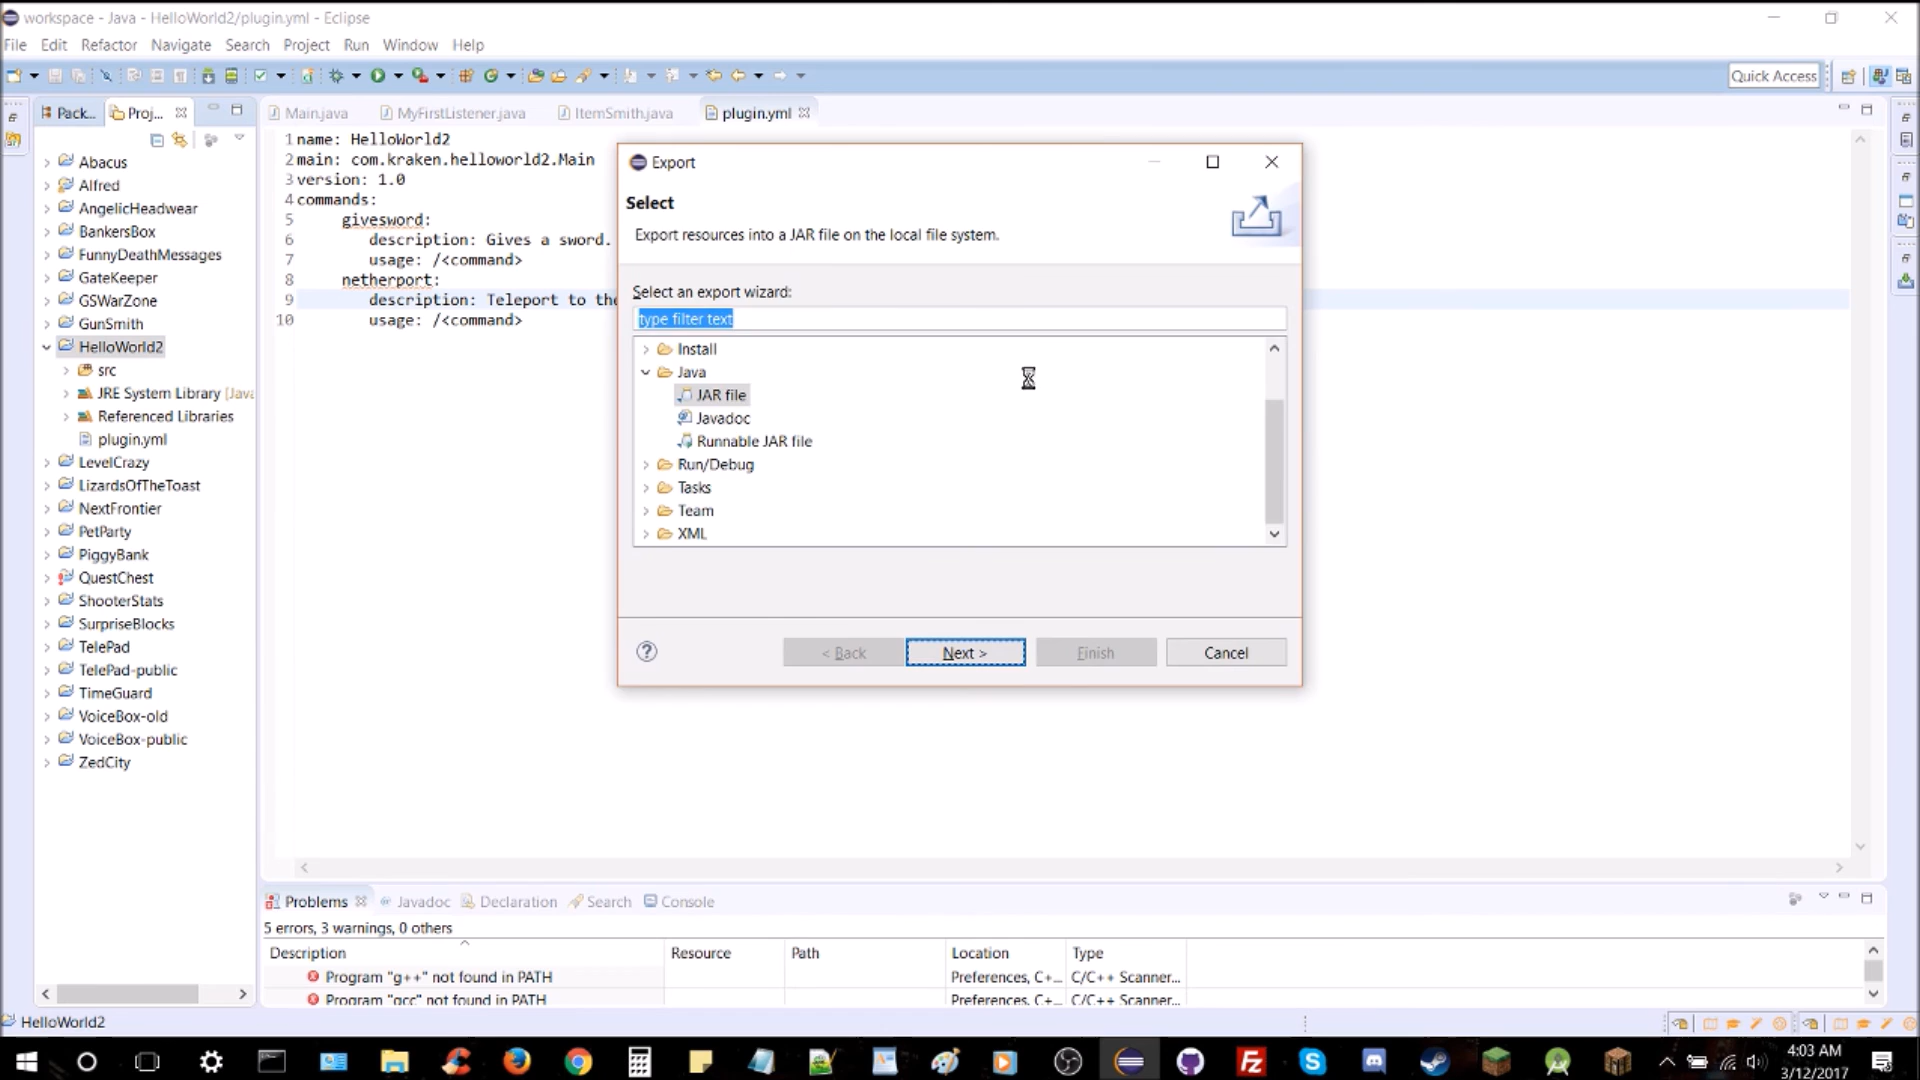 workspace - Java - HelloWorld2/plugin.yml - Eclipse
File Edit Refactor Navigate Search Project Run Window Help
Quick Access
Pack... Proj... Main.java MyFirstListener.java ItemSmith.java plugin.yml
Abacus
Alfred
AngelicHeadwear
BankersBox
FunnyDeathMessages
GateKeeper
GSWarZone
GunSmith
HelloWorld2
src
JRE System Library [Java
Referenced Libraries
plugin.yml
LevelCrazy
LizardsOfTheToast
NextFrontier
PetParty
PiggyBank
QuestChest
ShooterStats
SurpriseBlocks
TelePad
TelePad-public
TimeGuard
VoiceBox-old
VoiceBox-public
ZedCity
1 name: HelloWorld2
2 main: com.kraken.helloworld2.Main
3 version: 1.0
4 commands:
5 givesword:
6 description: Gives a sword.
7 usage: /<command>
8 netherport:
9 description: Teleport to the
10 usage: /<command>
Export
Select
Export resources into a JAR file on the local file system.
Select an export wizard:
type filter text
Install
Java
JAR file
Javadoc
Runnable JAR file
Run/Debug
Tasks
Team
XML
< Back Next > Finish Cancel
Problems Javadoc Declaration Search Console
5 errors, 3 warnings, 0 others
Description Resource Path Location Type
Program "g++" not found in PATH Preferences, C+... C/C++ Scanner...
Program "gcc" not found in PATH Preferences, C+... C/C++ Scanner...
HelloWorld2
4:03 AM
3/12/2017